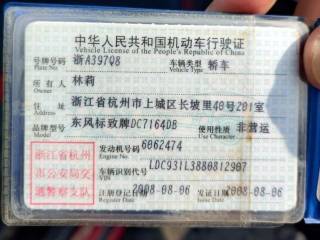 中华人民共和国机动车行驶证
Vehicle License of the People's Republic of China
号牌号码 浙A39708 车辆类型 轿车
Plate No. Vehicle Type
所有人 林莉
Owner
住址 浙江省杭州市上城区长坡里48号201室
Address
品牌型号 东风标致牌DC7164DB 使用性质 非营运
Model Use Character
发动机号码 6062474
Engine No.
车辆识别代号 LDC931L3880812907
VIN
浙江省杭州
市公安局交
通警察支队
注册登记日期 2008-08-06 发证日期 2008-08-06
Register Date Issue Date